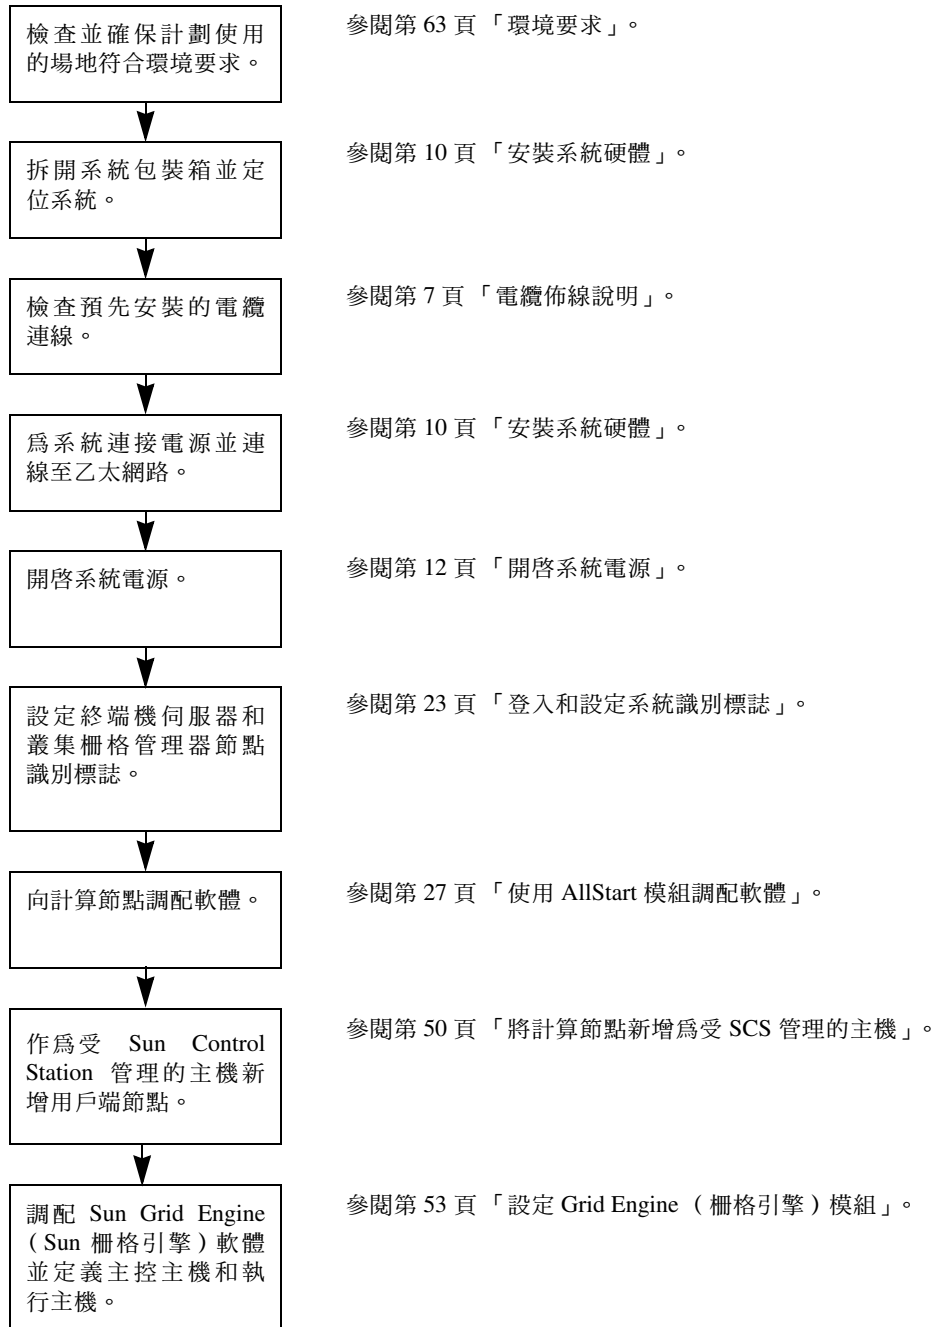 檢查並確保計劃使用
的場地符合環境要求。
參閱第 63 頁「環境要求」。
拆開系統包裝箱並定
位系統。
參閱第 10 頁「安裝系統硬體」。
檢查預先安裝的電纜
連線。
參閱第 7 頁「電纜佈線說明」。
為系統連接電源並連
線至乙太網路。
參閱第 10 頁「安裝系統硬體」。
開啟系統電源。
參閱第 12 頁「開啟系統電源」。
設定終端機伺服器和
叢集柵格管理器節點
識別標誌。
參閱第 23 頁「登入和設定系統識別標誌」。
向計算節點調配軟體。
參閱第 27 頁「使用 AllStart 模組調配軟體」。
作為受 Sun Control
Station 管理的主機新
增用戶端節點。
參閱第 50 頁「將計算節點新增為受 SCS 管理的主機」。
調配 Sun Grid Engine
(Sun 柵格引擎) 軟體
並定義主控主機和執
行主機。
參閱第 53 頁「設定 Grid Engine (柵格引擎) 模組」。